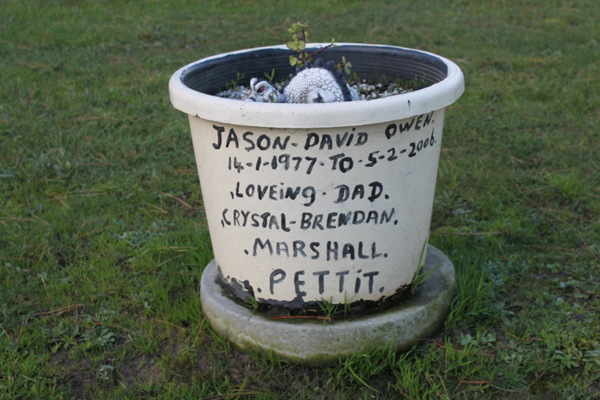 JASON-DAVID OWEN.
14-1-1977-TO-5-2-2006.
.LOVEING. DAD.
.CRYSTAL-BRENDAN.
.MARSHALL.
.PETTIT.